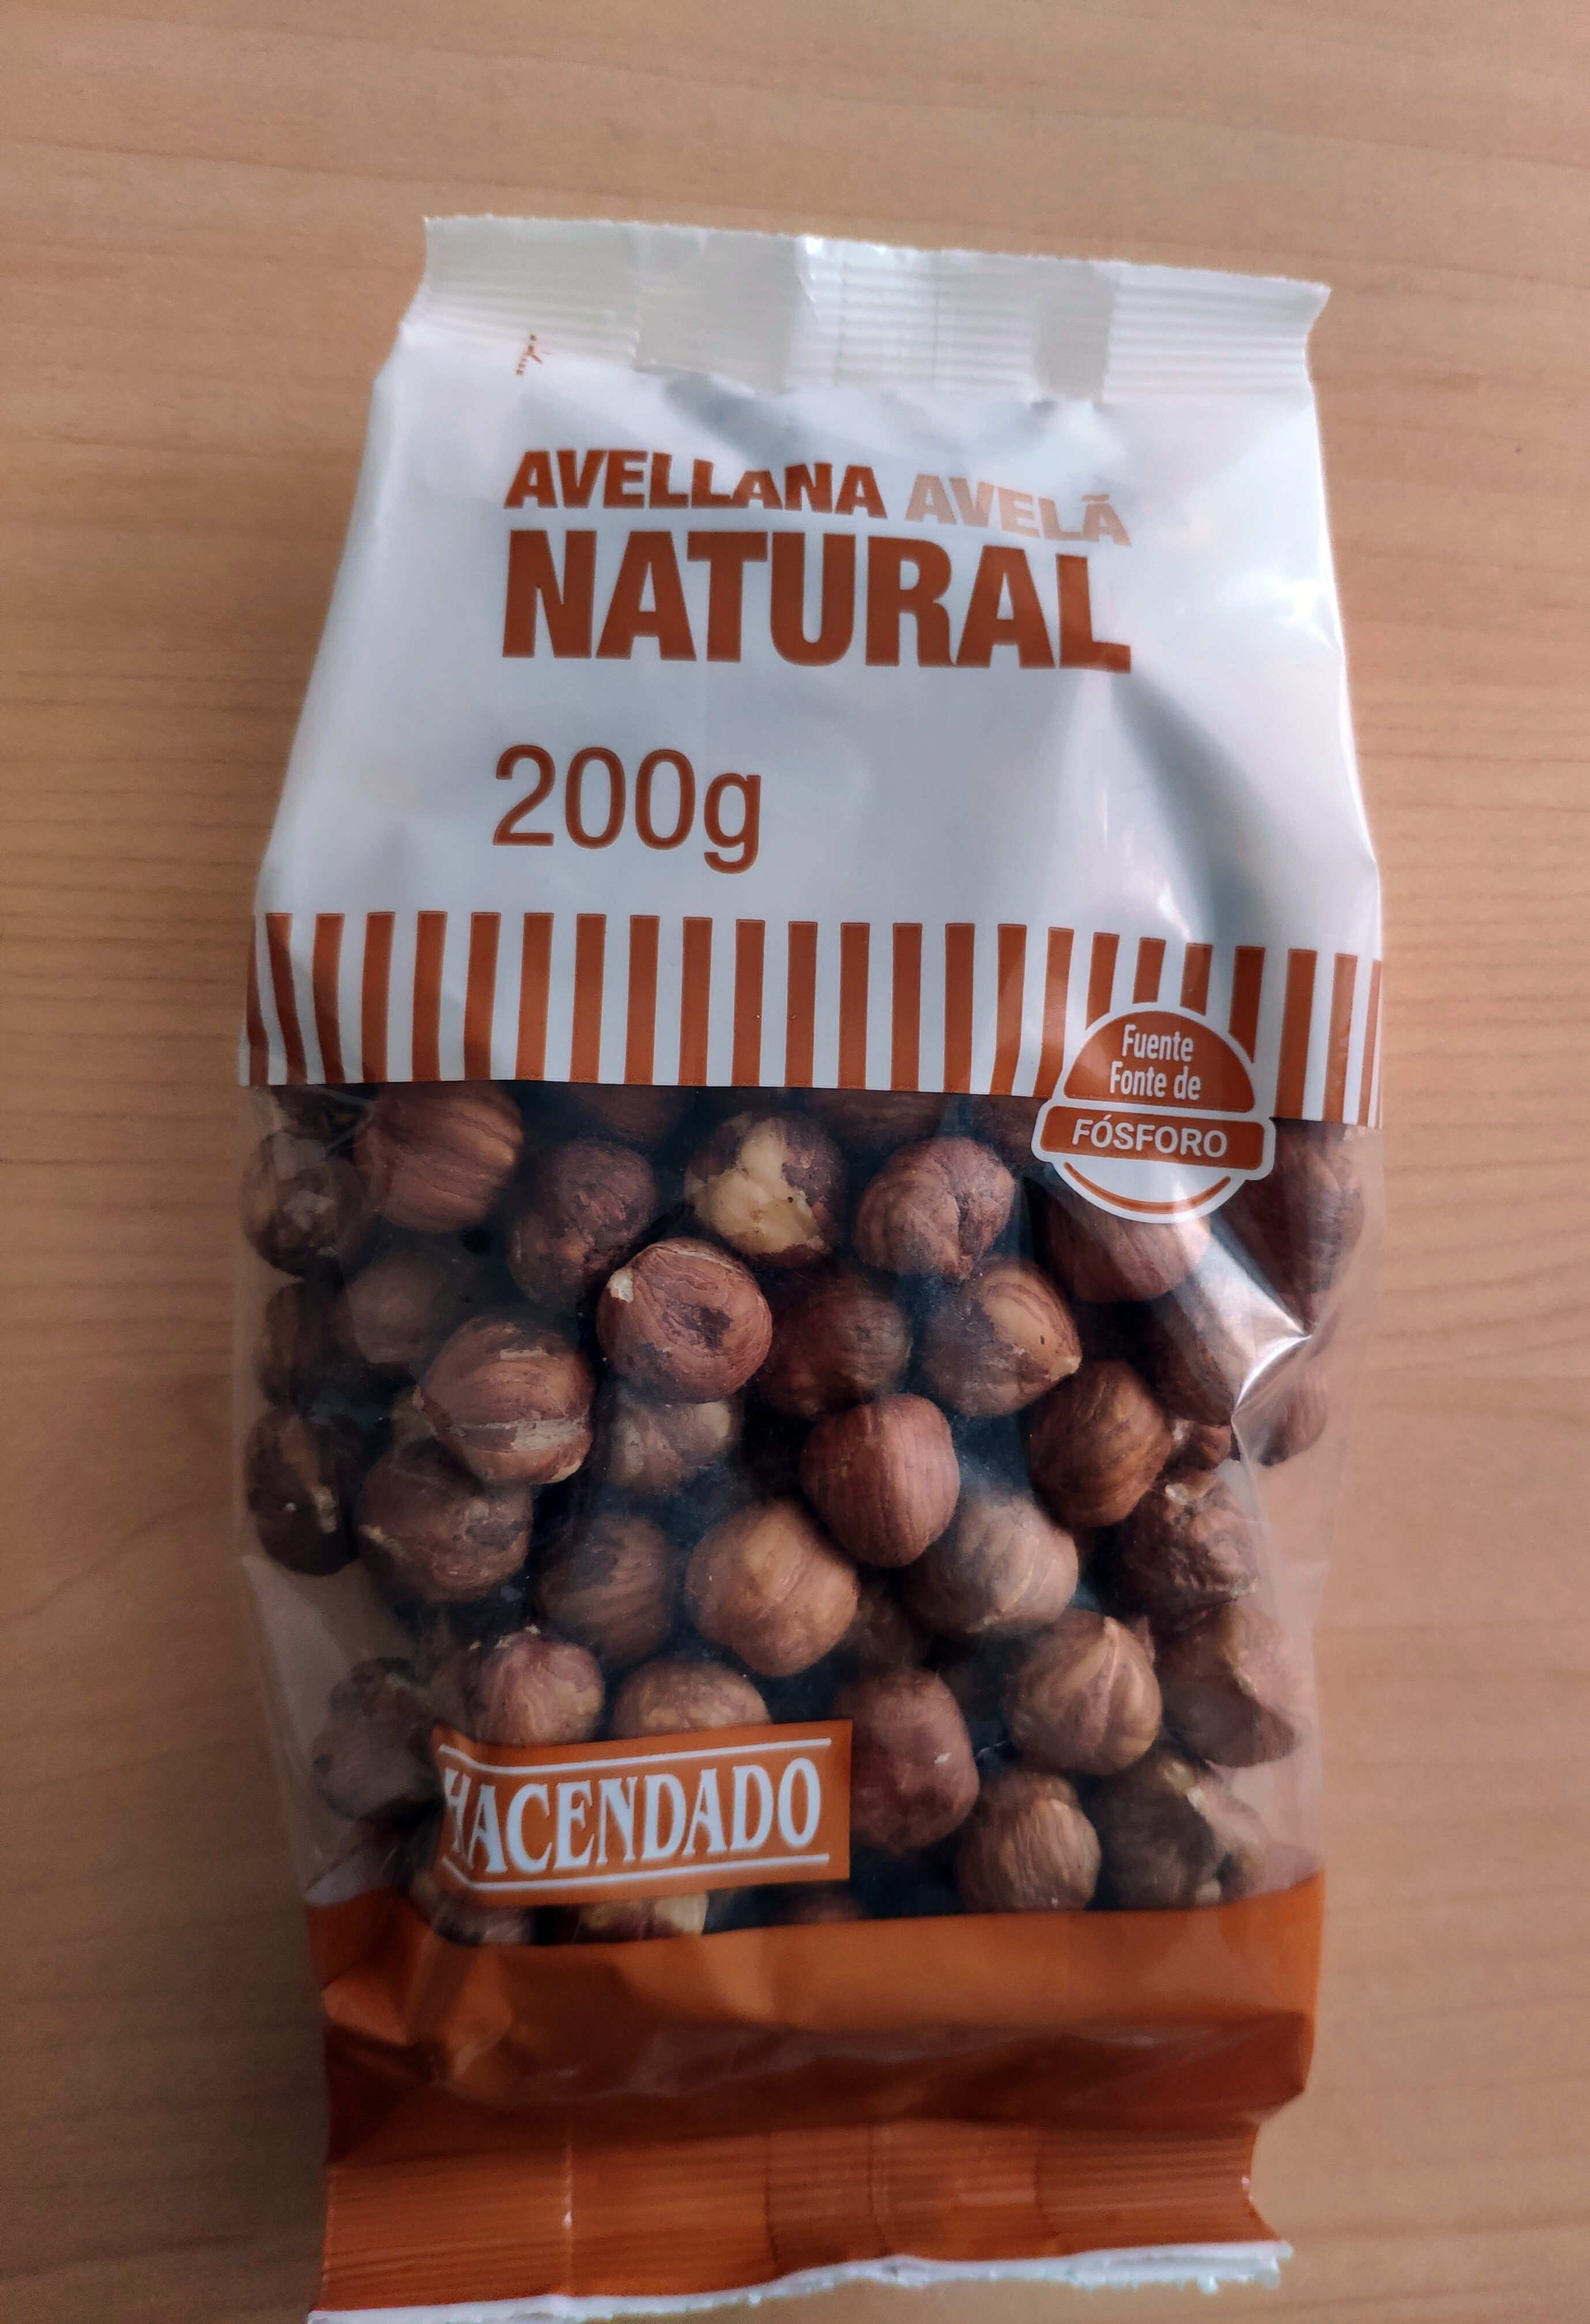 AVELLANA AVELÃ
NATURAL
200g
Fuente
Fonte de
FÓSFORO
HACENDADO